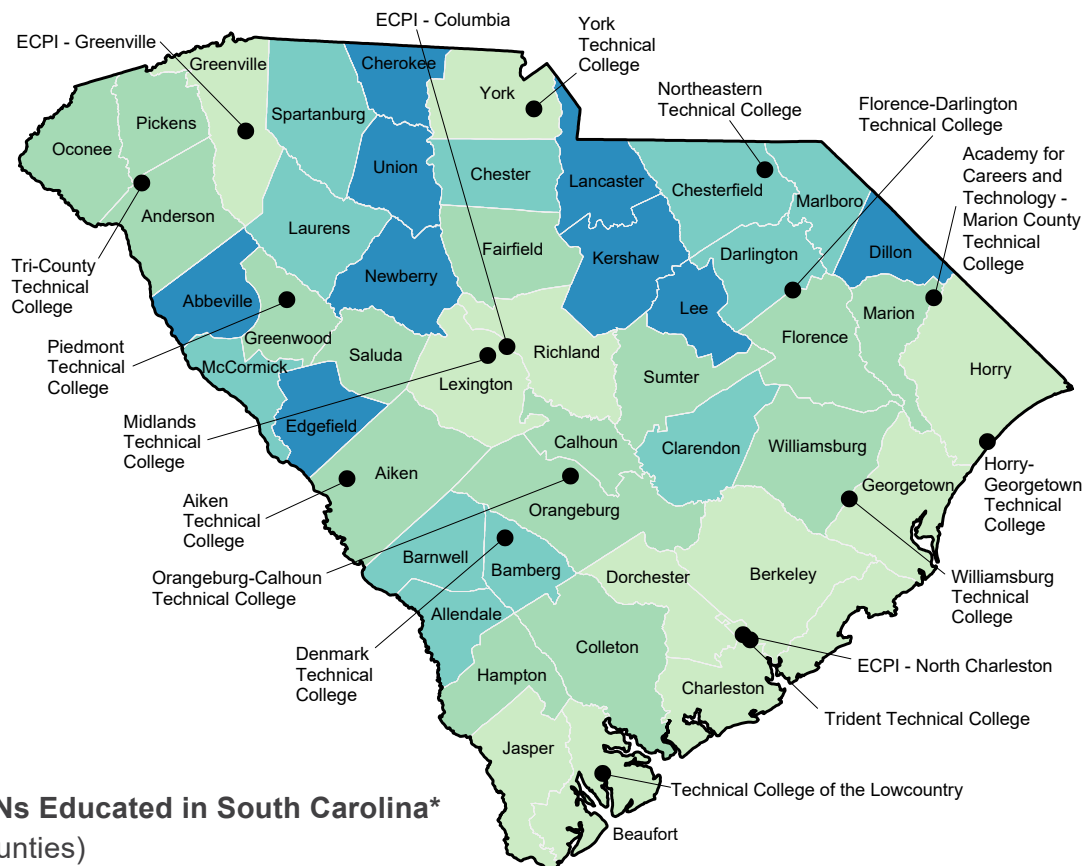 ECPI - Columbia
ECPI - Greenville
York
Technical
College
Greenville
Cherokee
York
Northeastern
Technical College
Florence-Darlington
Technical College
Academy for
Careers and
Technology -
Marion County
Technical
College
Spartanburg
Pickens
Oconee
Union
Chester
Lancaster
Chesterfield
Marlboro
Anderson
Laurens
Fairfield
Kershaw
Darlington
Dillon
Newberry
Tri-County
Technical
College
Abbeville
Lee
Marion
Greenwood
Florence
Piedmont
Technical
College
McCormick
Saluda
Richland
Lexington
Sumter
Horry
Edgefield
Midlands
Technical
College
Calhoun
Clarendon
Williamsburg
Aiken
Georgetown
Horry-
Georgetown
Technical
College
Aiken
Technical
College
Orangeburg
Barnwell
Bamberg
Dorchester
Berkeley
Orangeburg-Calhoun
Technical College
Williamsburg
Technical
College
Allendale
Denmark
Technical
College
Colleton
Hampton
Charleston
ECPI - North Charleston
Trident Technical College
Jasper
Technical College of the Lowcountry
Beaufort
Ns Educated in South Carolina*
unties)